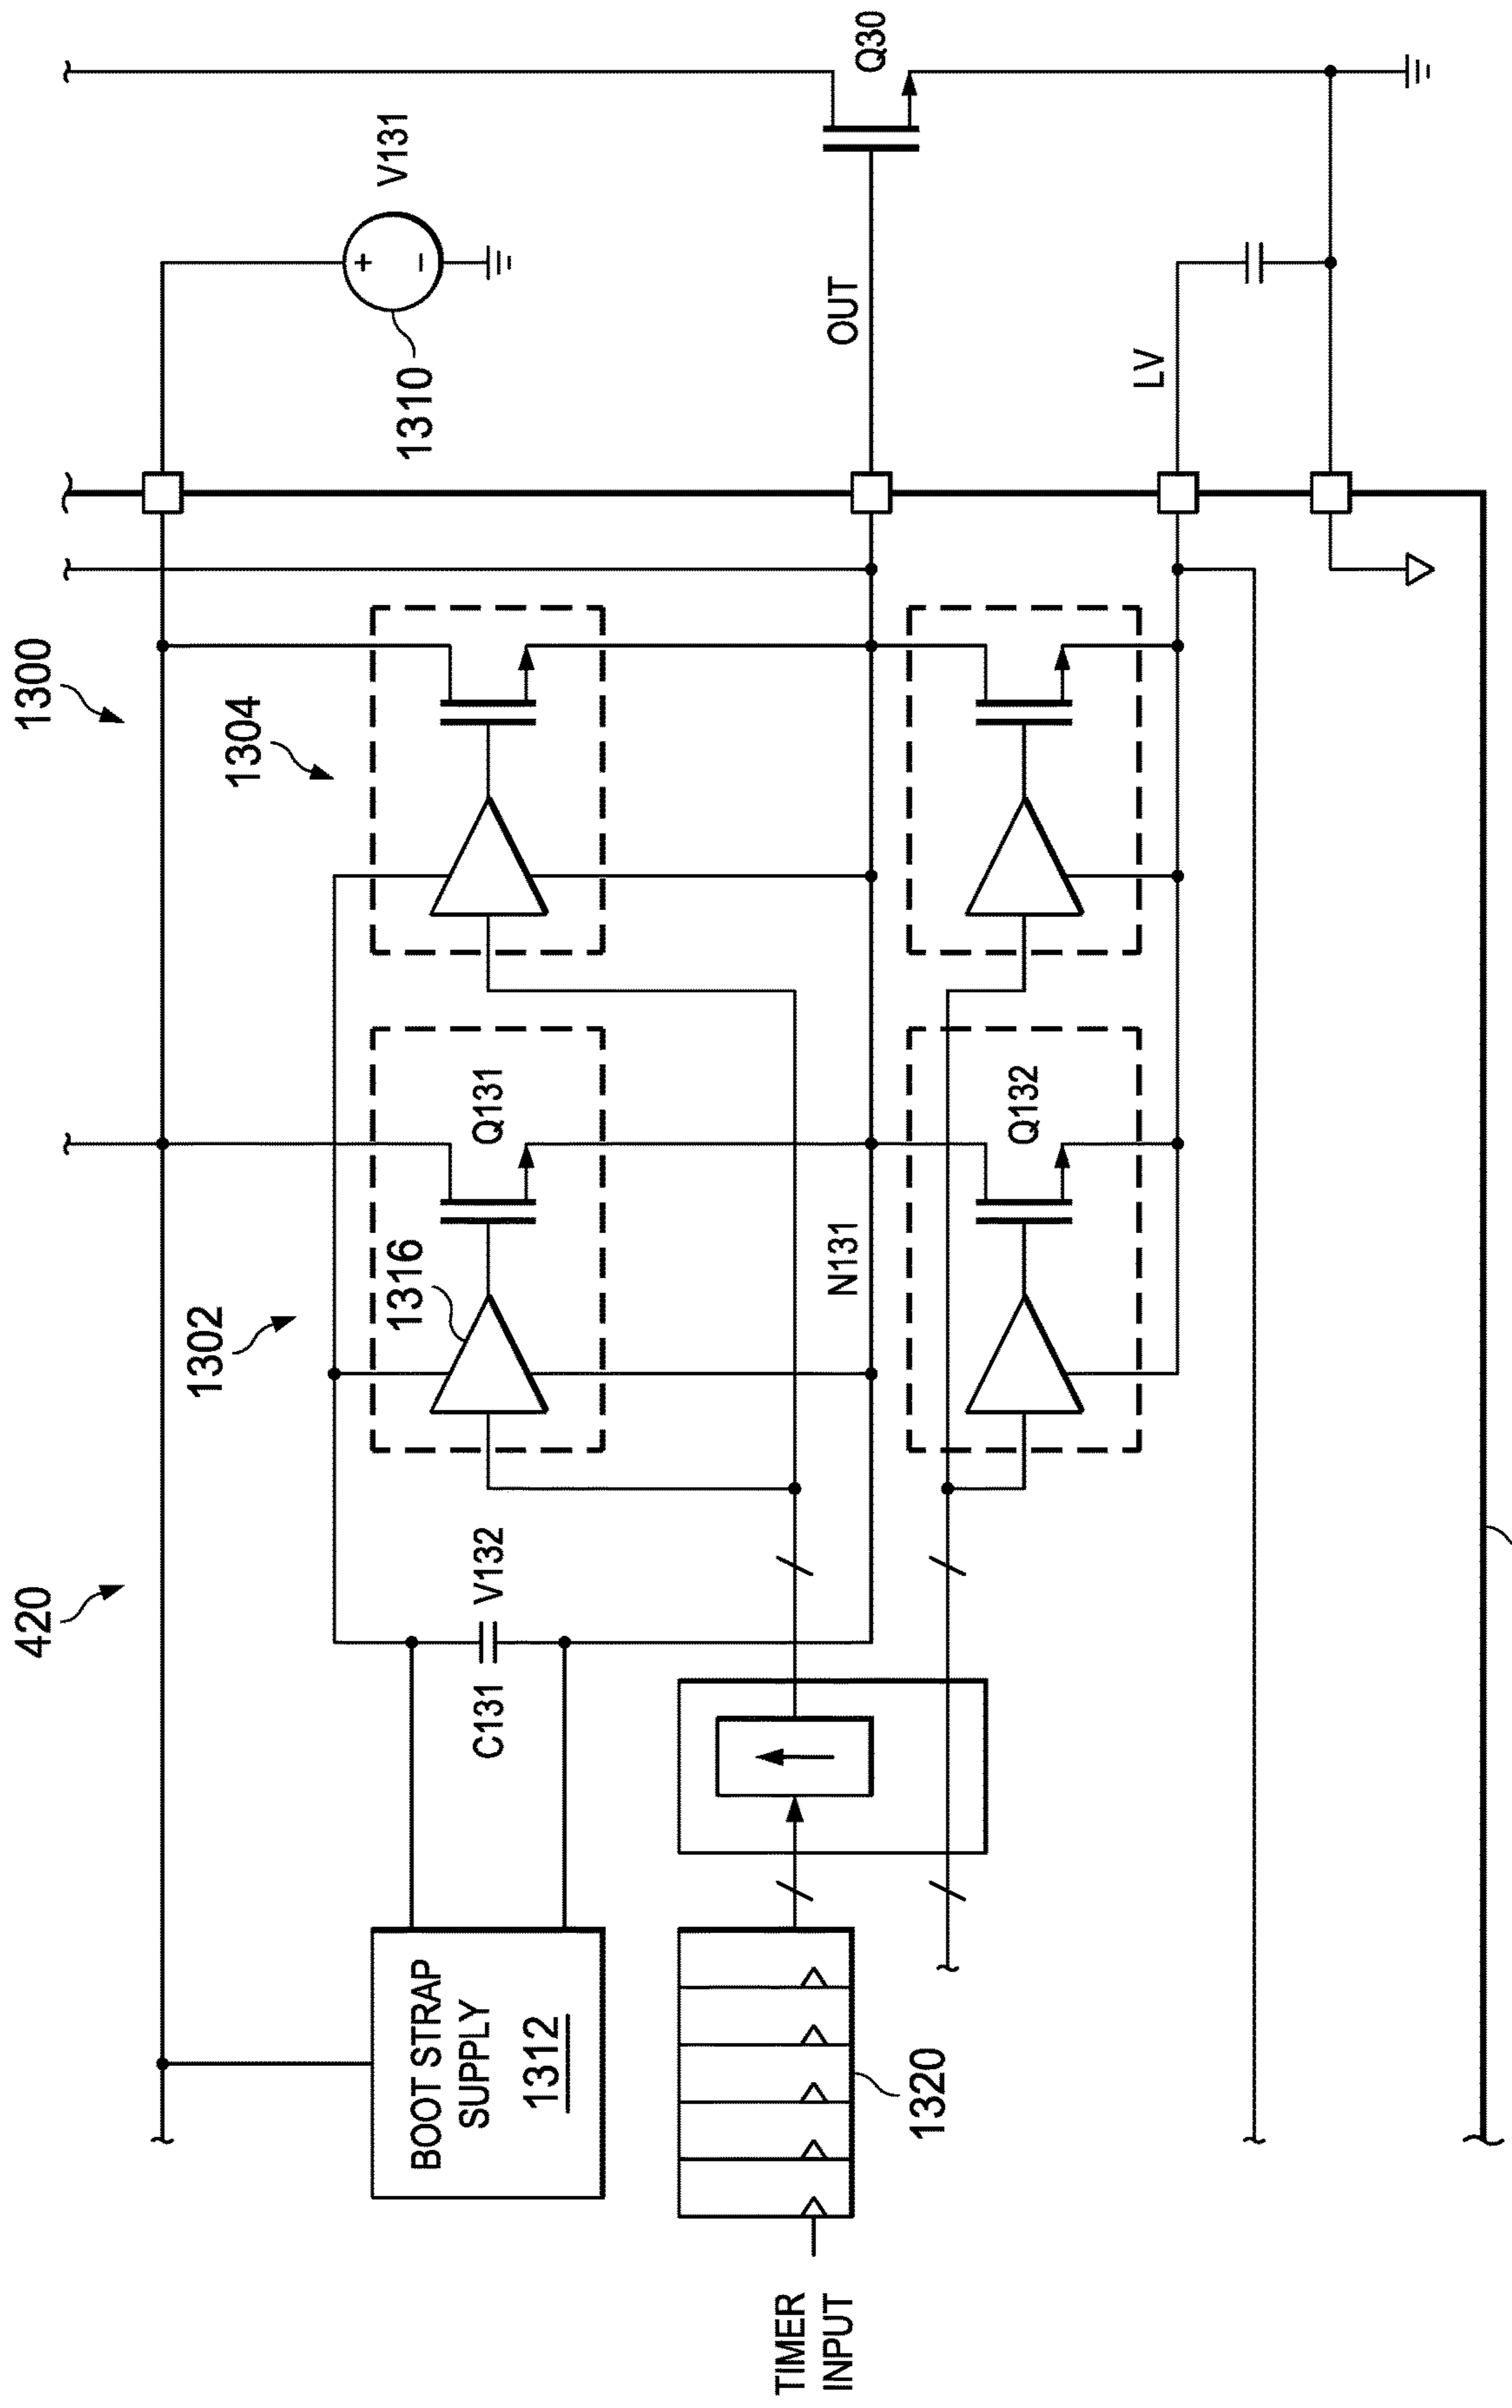 420
1300
1302
1304
V131
+
−
1310
Q131
1316
Q30
BOOT STRAP
SUPPLY
1312
C131
V132
OUT
N131
Q132
LV
TIMER
INPUT
1320